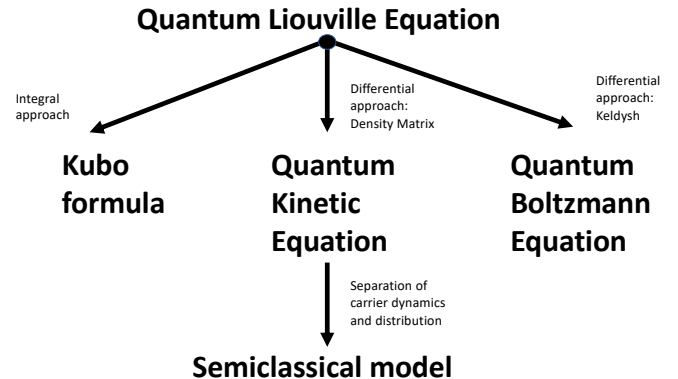 Quantum Liouville Equation
Integral
approach
Differential
approach:
Density Matrix
Differential
approach:
Keldysh
Kubo
formula
Quantum
Kinetic
Equation
Quantum
Boltzmann
Equation
Separation of
carrier dynamics
and distribution
Semiclassical model